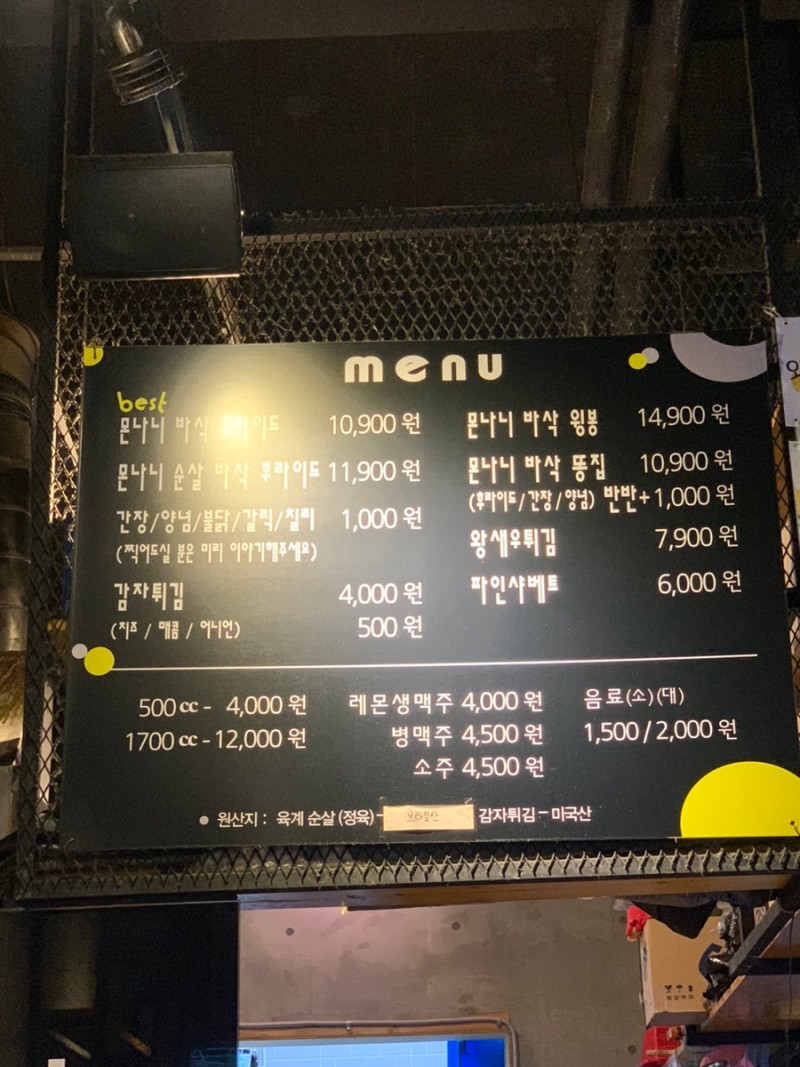 menu
best
몬나니 바삭 후라이드 10,900 원
몬나니 순살 바삭 후라이드 11,900 원
간장/양념/불닭/갈릭/칠리 1,000 원
(찍어드실 분은 미리 이야기해주세요)
감자튀김 4,000 원
(치즈 / 매콤 / 어니언) 500 원
몬나니 바삭 윙봉 14,900 원
몬나니 바삭 똥집 10,900 원
(후라이드/간장/양념) 반반+1,000 원
왕새우튀김 7,900 원
파인샤베트 6,000 원
500 cc - 4,000 원
1700 cc - 12,000 원
레몬생맥주 4,000 원
병맥주 4,500 원
소주 4,500 원
음료(소)(대)
1,500 / 2,000 원
● 원산지 : 육계 순살 (정육) - 브라질산 감자튀김 - 미국산